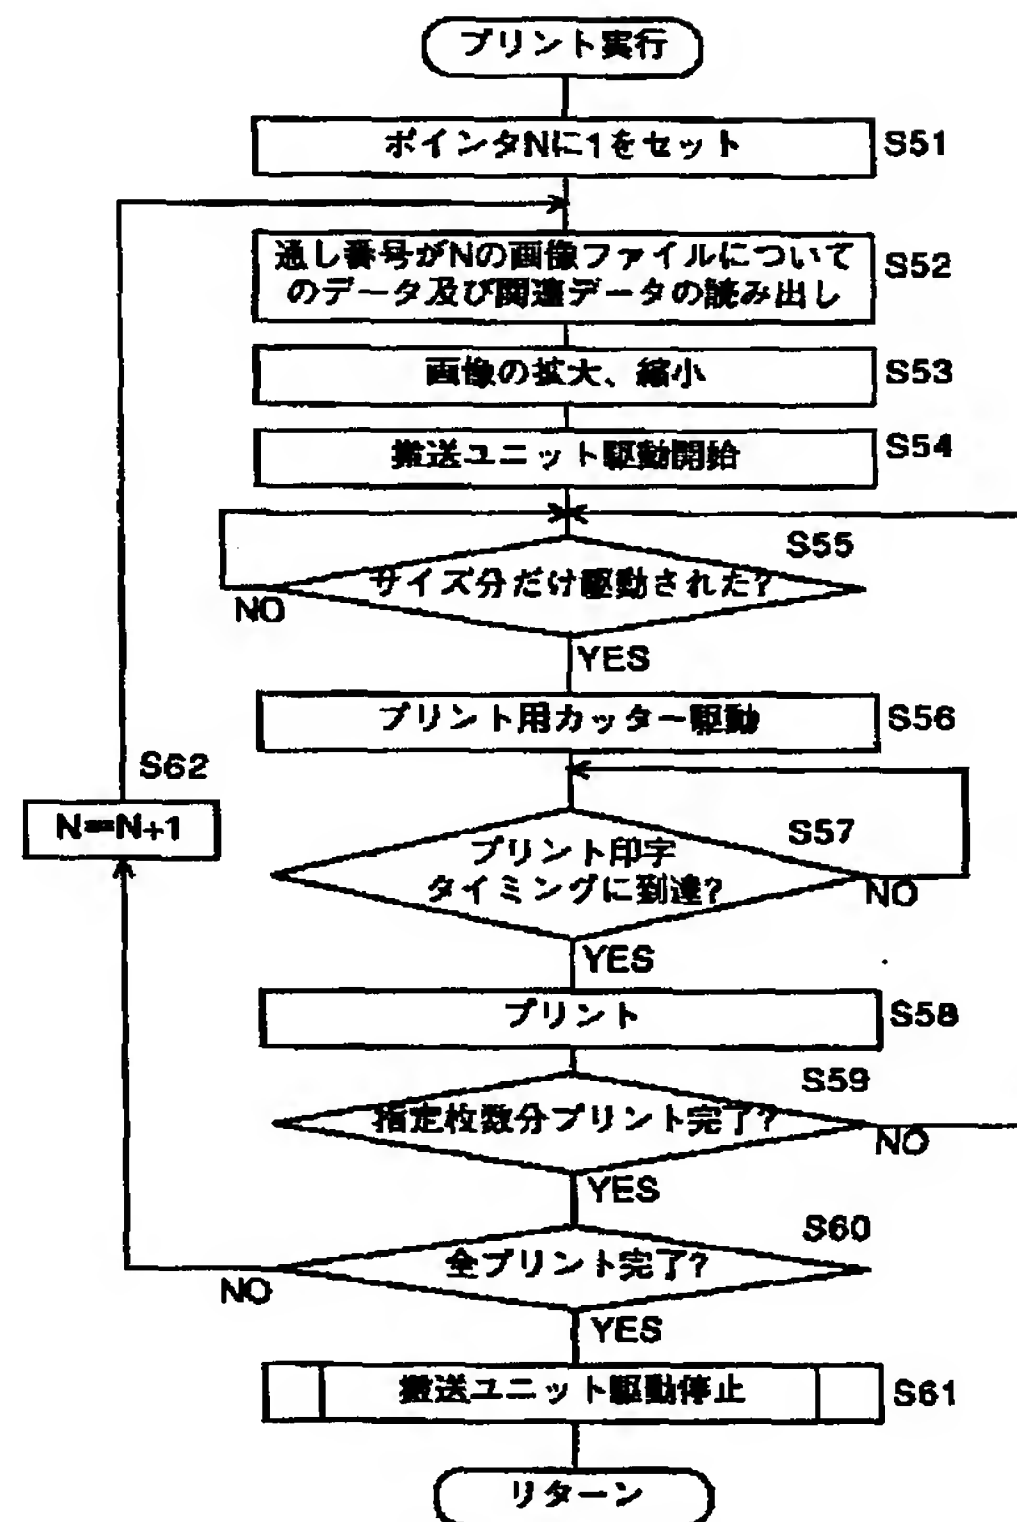 プリント実行
ポインタNに1をセット
S51
通し番号がNの画像ファイルについて
のデータ及び関連データの読み出し
S52
画像の拡大、縮小
S53
搬送ユニット駆動開始
S54
S55
サイズ分だけ駆動された?
NO
YES
プリント用カッター駆動
S56
S62
N=N+1
S57
プリント印字
タイミングに到達?
NO
YES
プリント
S58
S59
指定枚数分プリント完了?
NO
YES
S60
全プリント完了?
NO
YES
搬送ユニット駆動停止
S61
リターン